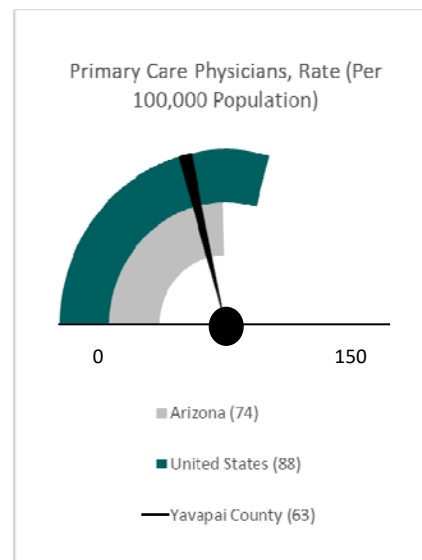 Primary Care Physicians, Rate (Per
100,000 Population)
0
150
Arizona (74)
United States (88)
Yavapai County (63)